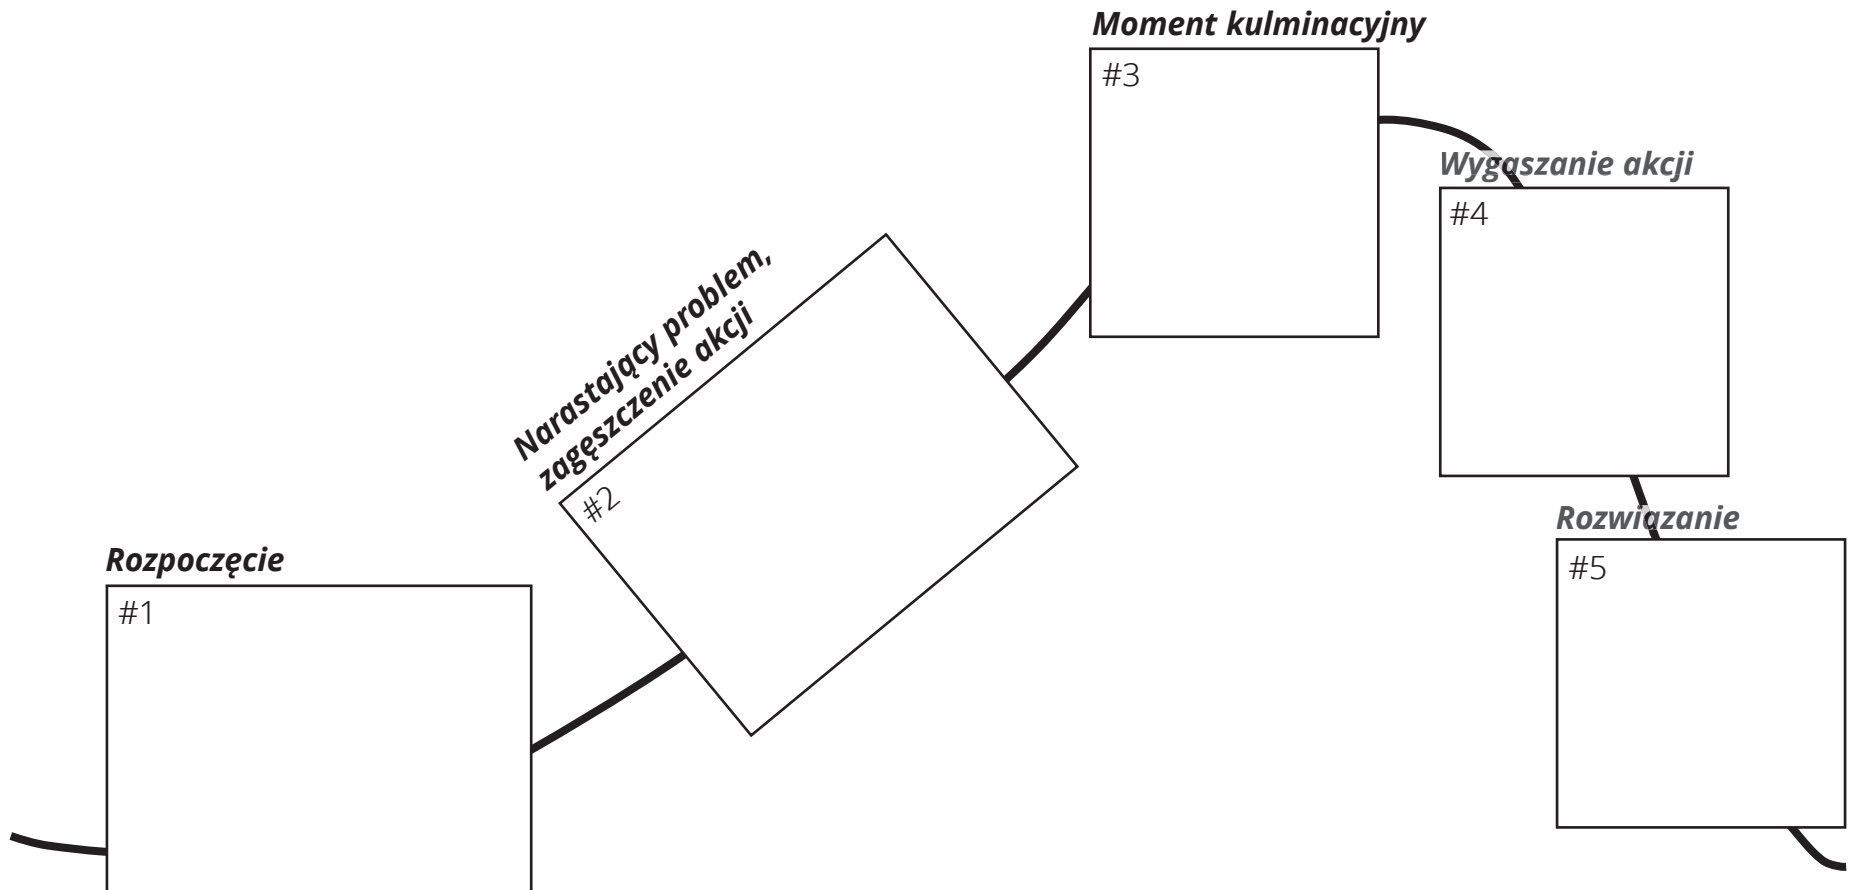 Rozpoczęcie
#1
Narastający problem,
zagęszczenie akcji
#2
Moment kulminacyjny
#3
Wygaszanie akcji
#4
Rozwiązanie
#5